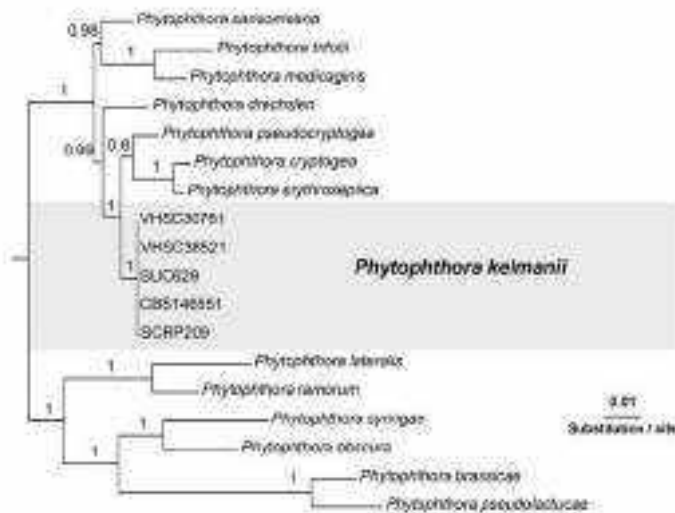 Phytophthora sansomeana
0.98
Phytophthora trifolii
1
Phytophthora medicaginis
1
Phytophthora drechsleri
Phytophthora pseudocryptogea
0.99
0.8
Phytophthora cryptogea
1
Phytophthora erythroseptica
1
VHSC30761
VHSC38521
Phytophthora kelmanii
1
SUC629
CBS146551
SCRP209
Phytophthora lateralis
1
Phytophthora ramorum
0.01
1
Phytophthora syringae
1
Substitution / site
Phytophthora obscura
1
Phytophthora brassicae
1
Phytophthora pseudolactucae